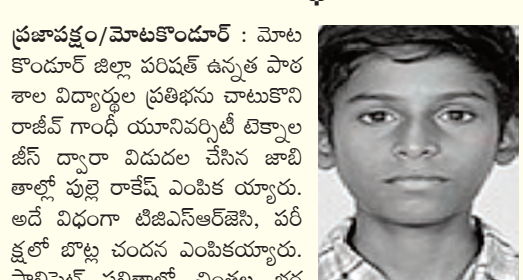 ప్రజాపక్షం/మోటకొండూర్ : మోట
కొండూర్ జిల్లా పరిషత్ ఉన్నత పాఠ
శాల విద్యార్థుల ప్రతిభను చాటుకొని
రాజీవ్ గాంధీ యూనివర్సిటీ టెక్నాల
జీస్ ద్వారా విడుదల చేసిన జాబి
తాల్లో పుల్లె రాకేష్ ఎంపిక య్యారు.
అదే విధంగా టిజిఎస్ఆర్‌జెసి, పరీ
క్షలో బొట్ల చందన ఎంపికయ్యారు.